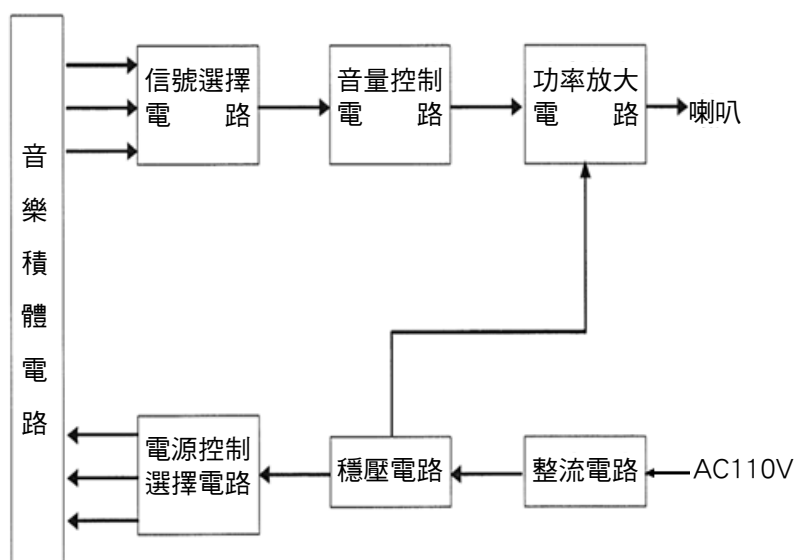 音樂積體電路
信號選擇
電路
音量控制
電路
功率放大
電路
喇叭
電源控制
選擇電路
穩壓電路
整流電路
AC110V